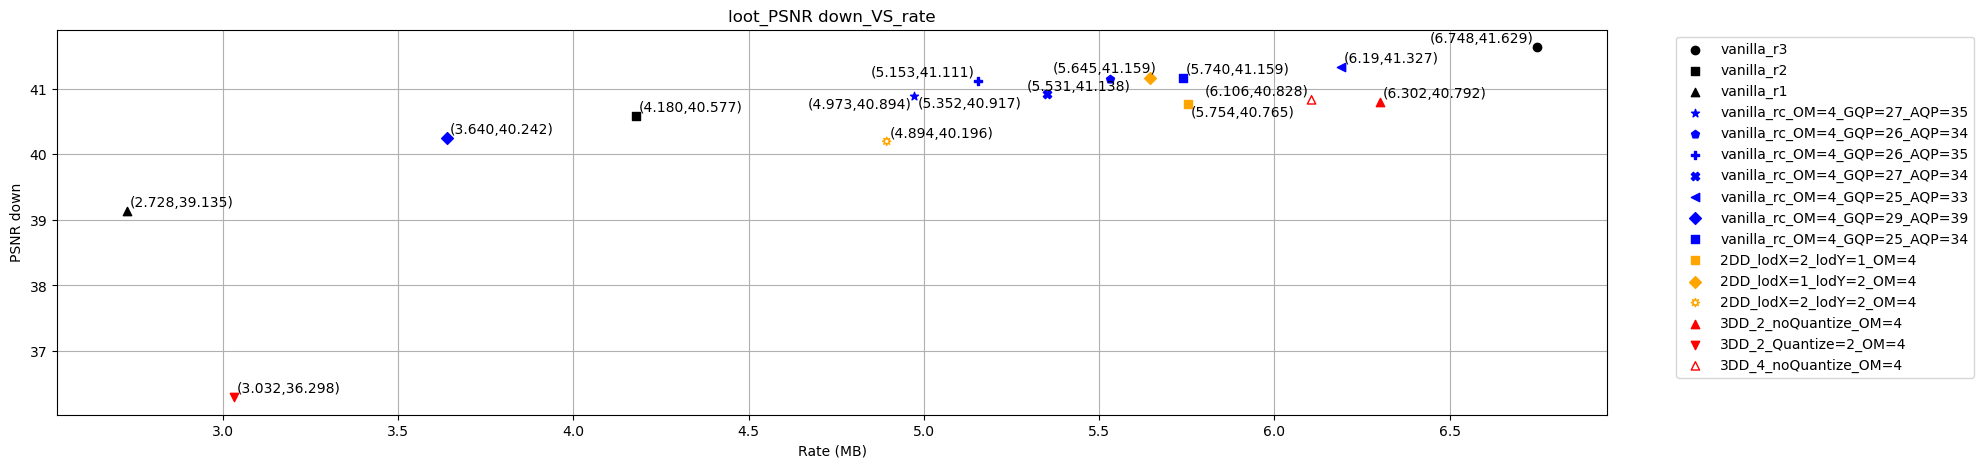 loot_PSNR down_VS_rate
(6.748,41.629)
(6.19,41.327)
(5.153,41.111)
(5.645,41.159)
(5.740,41.159)
(5.531,41.138)
(6.106,40.828)
(6.302,40.792)
(4.973,40.894)
(5.352,40.917)
(4.180,40.577)
(5.754,40.765)
(3.640,40.242)
(4.894,40.196)
(2.728,39.135)
(3.032,36.298)
PSNR down
41
40
39
38
37
3.0
3.5
4.0
4.5
5.0
5.5
6.0
6.5
Rate (MB)
vanilla_r3
vanilla_r2
vanilla_r1
vanilla_rc_OM=4_GQP=27_AQP=35
vanilla_rc_OM=4_GQP=26_AQP=34
vanilla_rc_OM=4_GQP=26_AQP=35
vanilla_rc_OM=4_GQP=27_AQP=34
vanilla_rc_OM=4_GQP=25_AQP=33
vanilla_rc_OM=4_GQP=29_AQP=39
vanilla_rc_OM=4_GQP=25_AQP=34
2DD_lodX=2_lodY=1_OM=4
2DD_lodX=1_lodY=2_OM=4
2DD_lodX=2_lodY=2_OM=4
3DD_2_noQuantize_OM=4
3DD_2_Quantize=2_OM=4
3DD_4_noQuantize_OM=4